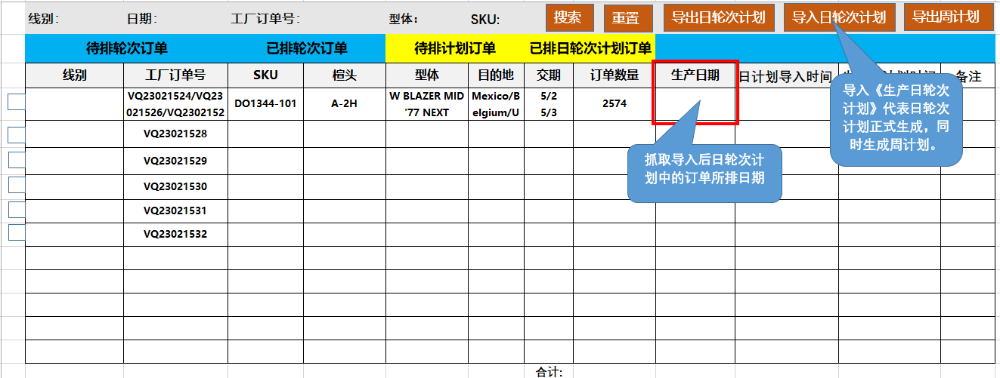 线别： 日期： 工厂订单号： 型体： SKU: 搜索 重置 导出日轮次计划 导入日轮次计划 导出周计划
待排轮次订单 已排轮次订单 待排计划订单 已排日轮次计划订单
线别 工厂订单号 SKU 楦头 型体 目的地 交期 订单数量 生产日期 日计划导入时间 备注
VQ23021524/VQ23 W BLAZER MID Mexico/B 5/2
DO1344-101 A-2H 2574
021526/VQ2302152 '77 NEXT elgium/U 5/3
VQ23021528
VQ23021529
VQ23021530
VQ23021531
VQ23021532
导入《生产日轮次
计划》代表日轮次
计划正式生成，同
时生成周计划。
抓取导入后日轮次计
划中的订单所排日期
合计: